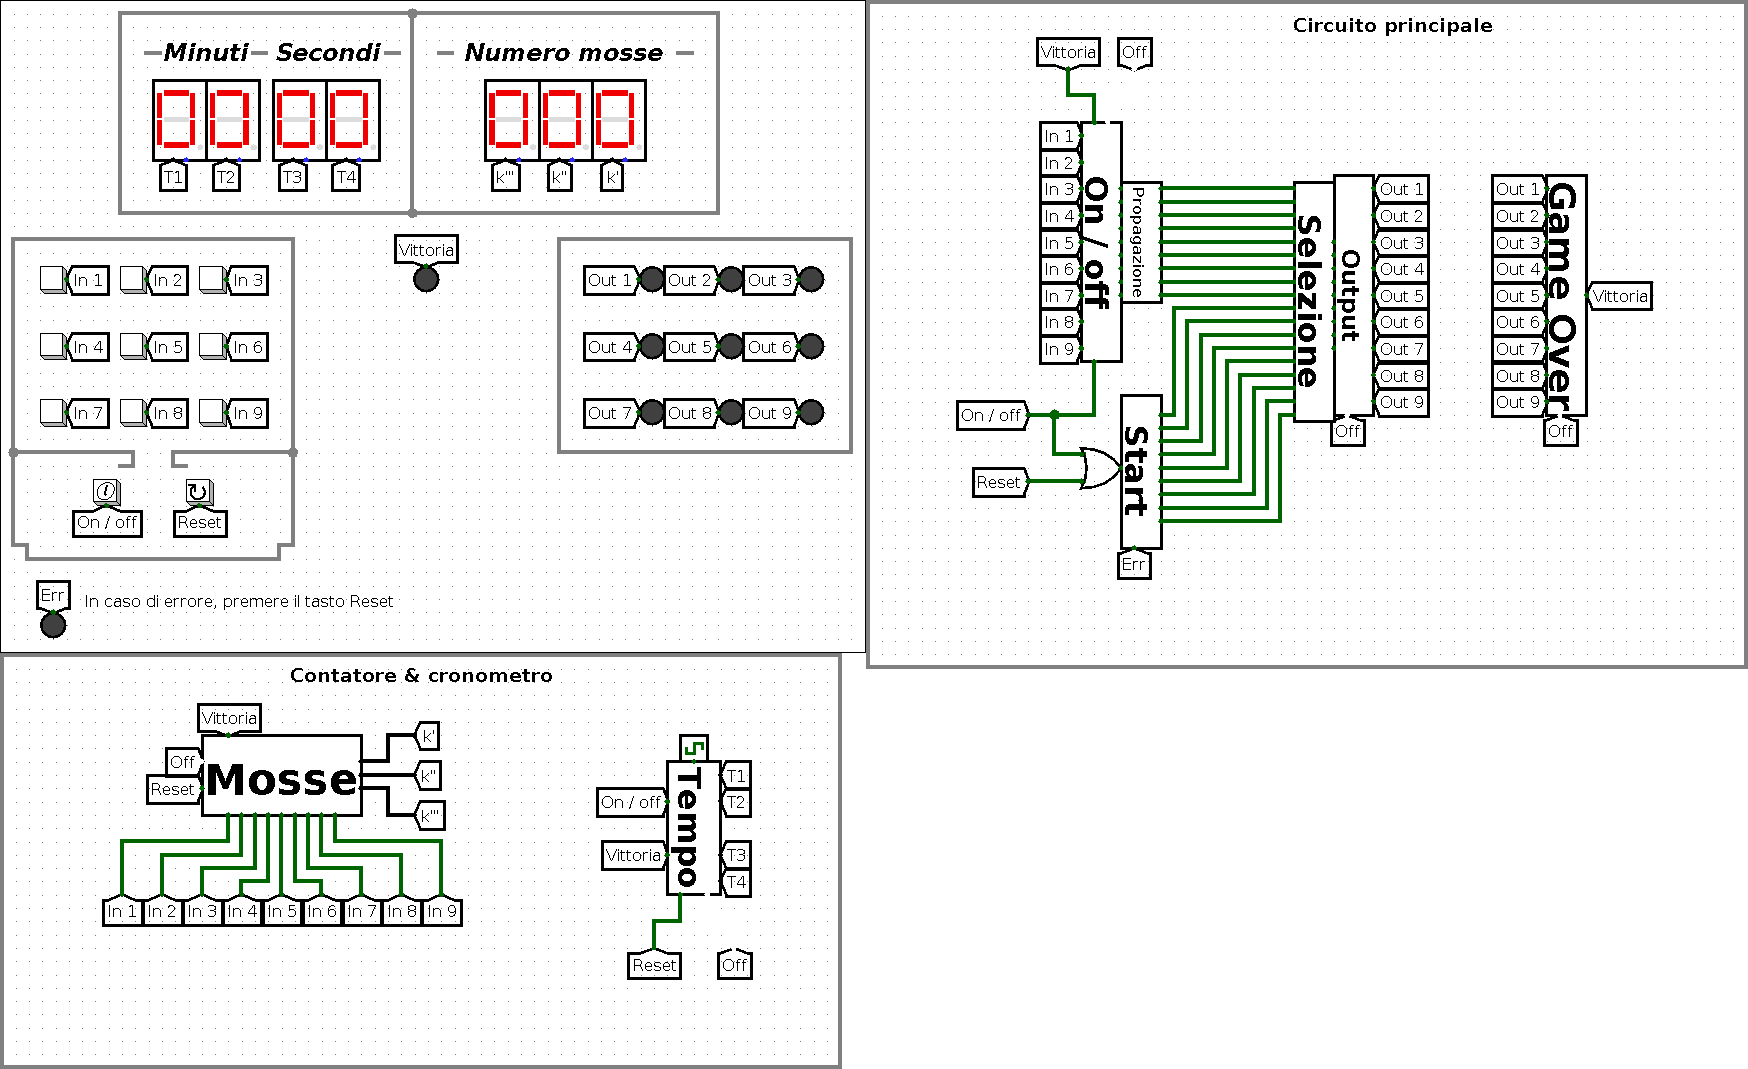 Minuti Secondi
Numero mosse
T1 T2 T3 T4
k''' k'' k'
In 1 In 2 In 3
In 4 In 5 In 6
In 7 In 8 In 9
On / off Reset
Vittoria
Out 1 Out 2 Out 3
Out 4 Out 5 Out 6
Out 7 Out 8 Out 9
Err
In caso di errore, premere il tasto Reset
Circuito principale
Vittoria Off
In 1
In 2
In 3
In 4
In 5
In 6
In 7
In 8
In 9
On / off
Propagazione
Selezione
Output
Out 1
Out 2
Out 3
Out 4
Out 5
Out 6
Out 7
Out 8
Out 9
Off
On / off
Reset
Start
Err
Out 1
Out 2
Out 3
Out 4
Out 5
Out 6
Out 7
Out 8
Out 9
Game Over
Vittoria
Off
Contatore & cronometro
Vittoria
Off
Reset
Mosse
k'
k''
k'''
In 1 In 2 In 3 In 4 In 5 In 6 In 7 In 8 In 9
On / off
Vittoria
Tempo
T1
T2
T3
T4
Reset
Off